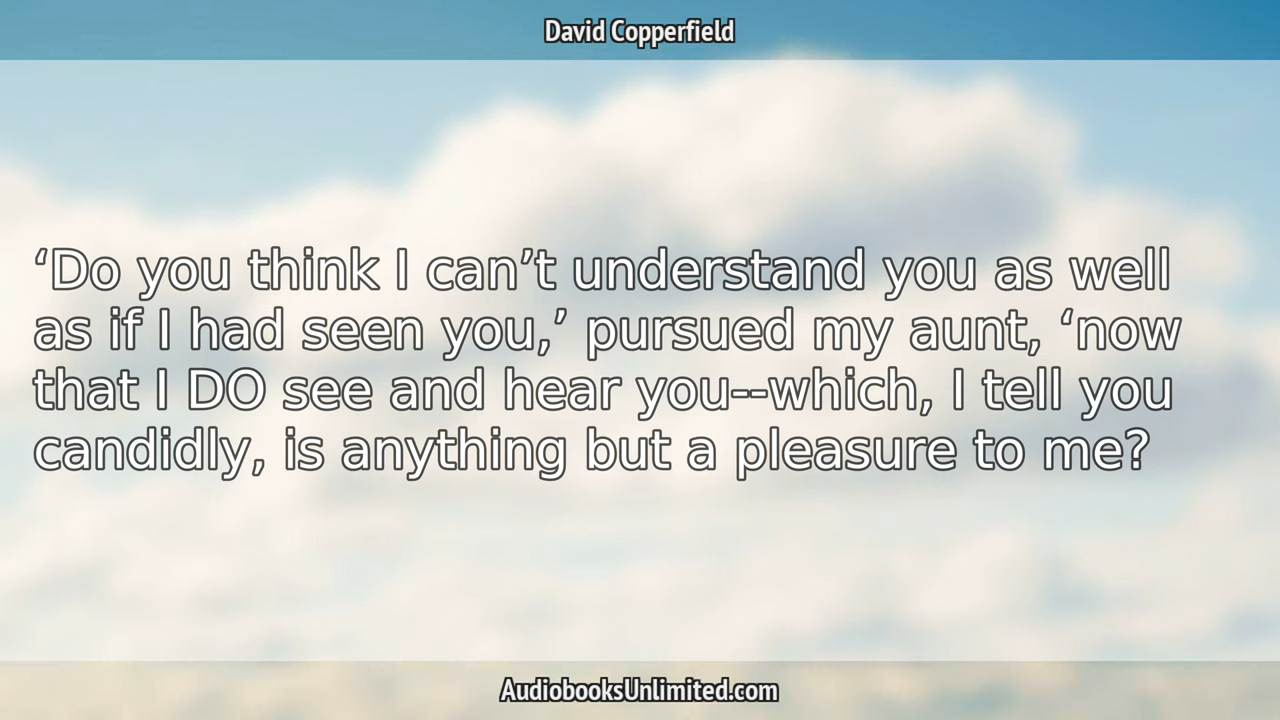 David Copperfield
‘Do you think I can’t understand you as well
as if I had seen you,’ pursued my aunt, ‘now
that I DO see and hear you--which, I tell you
candidly, is anything but a pleasure to me?
AudiobooksUnlimited.com